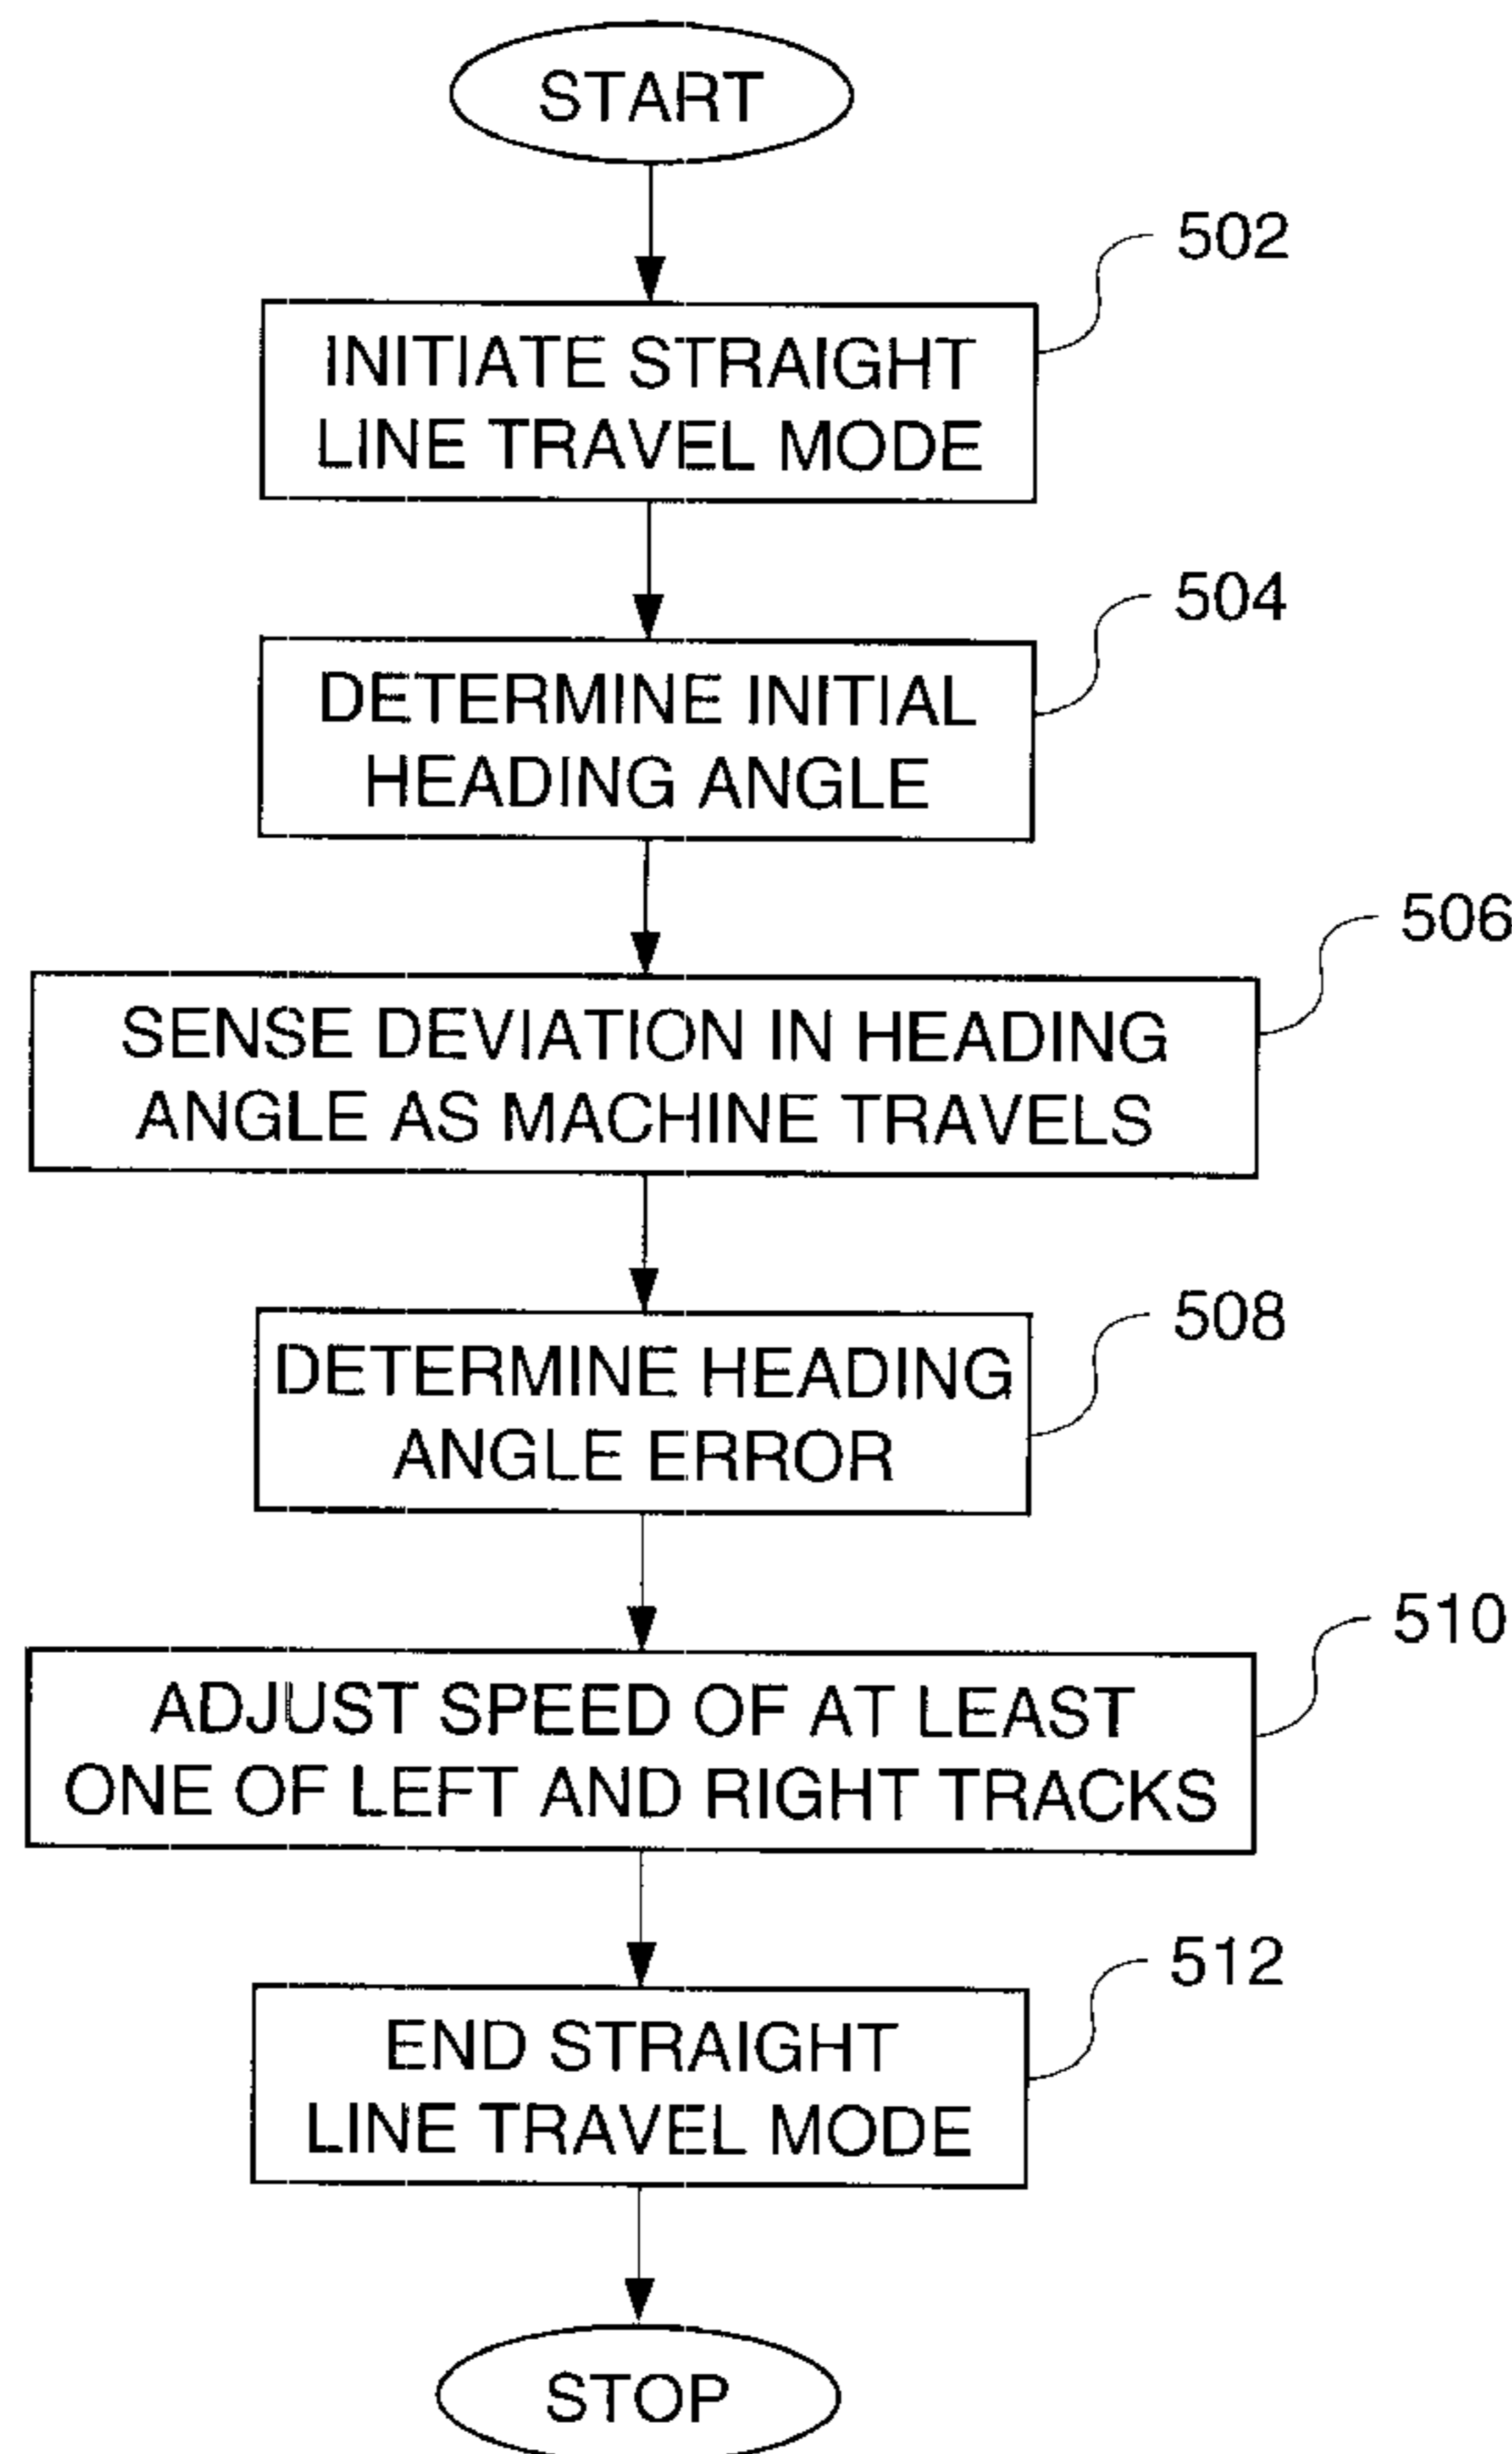 START
502
INITIATE STRAIGHT
LINE TRAVEL MODE
504
DETERMINE INITIAL
HEADING ANGLE
506
SENSE DEVIATION IN HEADING
ANGLE AS MACHINE TRAVELS
508
DETERMINE HEADING
ANGLE ERROR
510
ADJUST SPEED OF AT LEAST
ONE OF LEFT AND RIGHT TRACKS
512
END STRAIGHT
LINE TRAVEL MODE
STOP